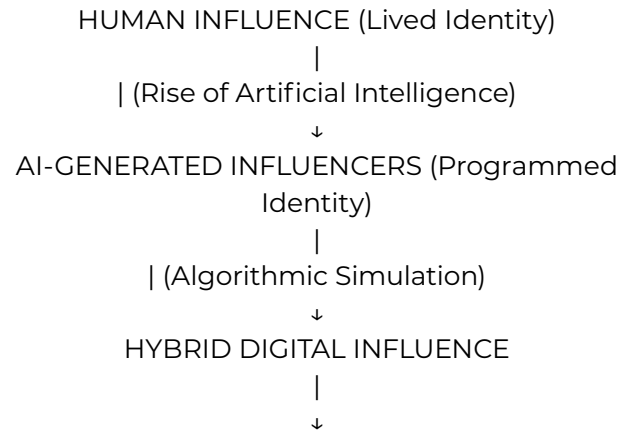 HUMAN INFLUENCE (Lived Identity)
|
| (Rise of Artificial Intelligence)
↓
AI-GENERATED INFLUENCERS (Programmed
Identity)
|
| (Algorithmic Simulation)
↓
HYBRID DIGITAL INFLUENCE
|
↓